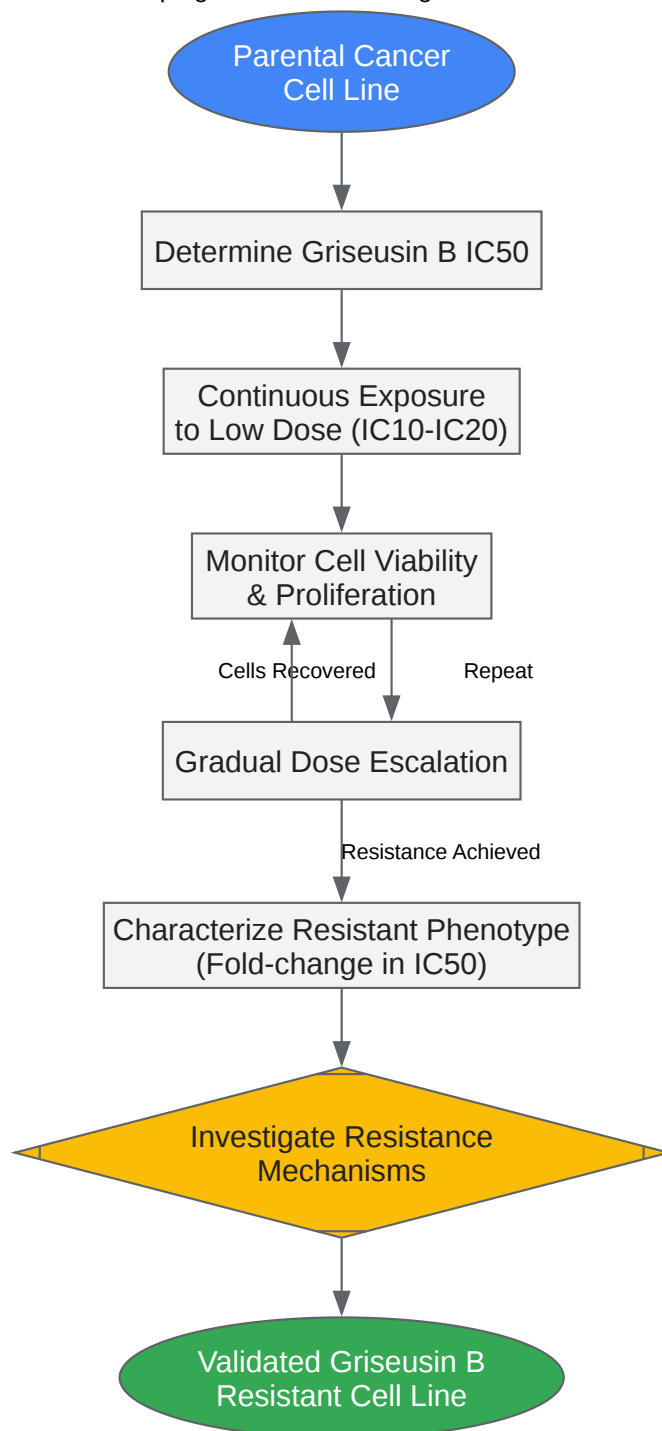 Parental Cancer
Cell Line
Determine Griseusin B IC50
Continuous Exposure
to Low Dose (IC10-IC20)
Monitor Cell Viability
& Proliferation
Cells Recovered
Repeat
Gradual Dose Escalation
Resistance Achieved
Characterize Resistant Phenotype
(Fold-change in IC50)
Investigate Resistance
Mechanisms
Validated Griseusin B
Resistant Cell Line